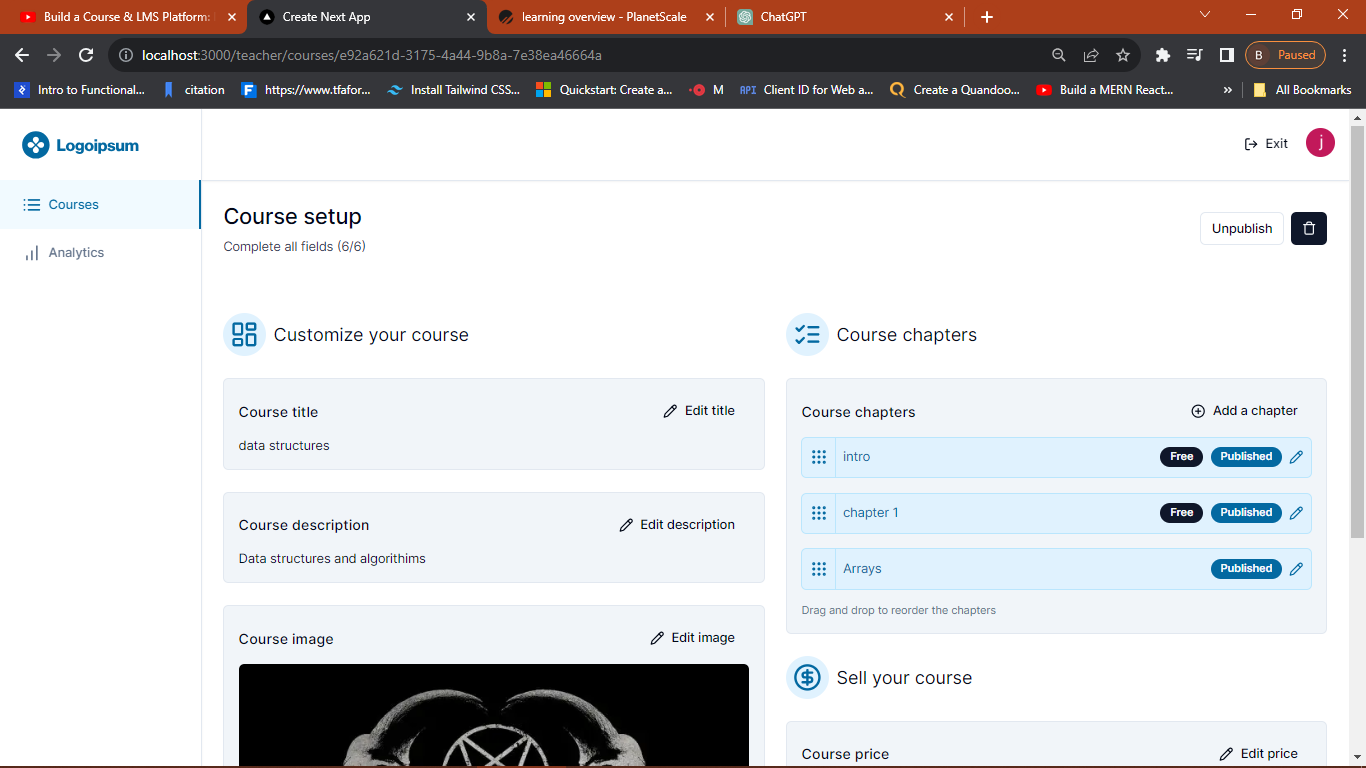 Build a Course & LMS Platform:
Create Next App
learning overview - PlanetScale
ChatGPT
localhost:3000/teacher/courses/e92a621d-3175-4a44-9b8a-7e38ea46664a
B Paused
Intro to Functional...
citation
https://www.tfafor...
Install Tailwind CSS...
Quickstart: Create a...
M
API Client ID for Web a...
Create a Quandoo...
Build a MERN React...
»
All Bookmarks
Logoipsum
Exit
j
Courses
Analytics
Course setup
Complete all fields (6/6)
Unpublish
Customize your course
Course title
Edit title
data structures
Course description
Edit description
Data structures and algorithims
Course image
Edit image
Course chapters
Course chapters
Add a chapter
intro
Free
Published
chapter 1
Free
Published
Arrays
Published
Drag and drop to reorder the chapters
Sell your course
Course price
Edit price